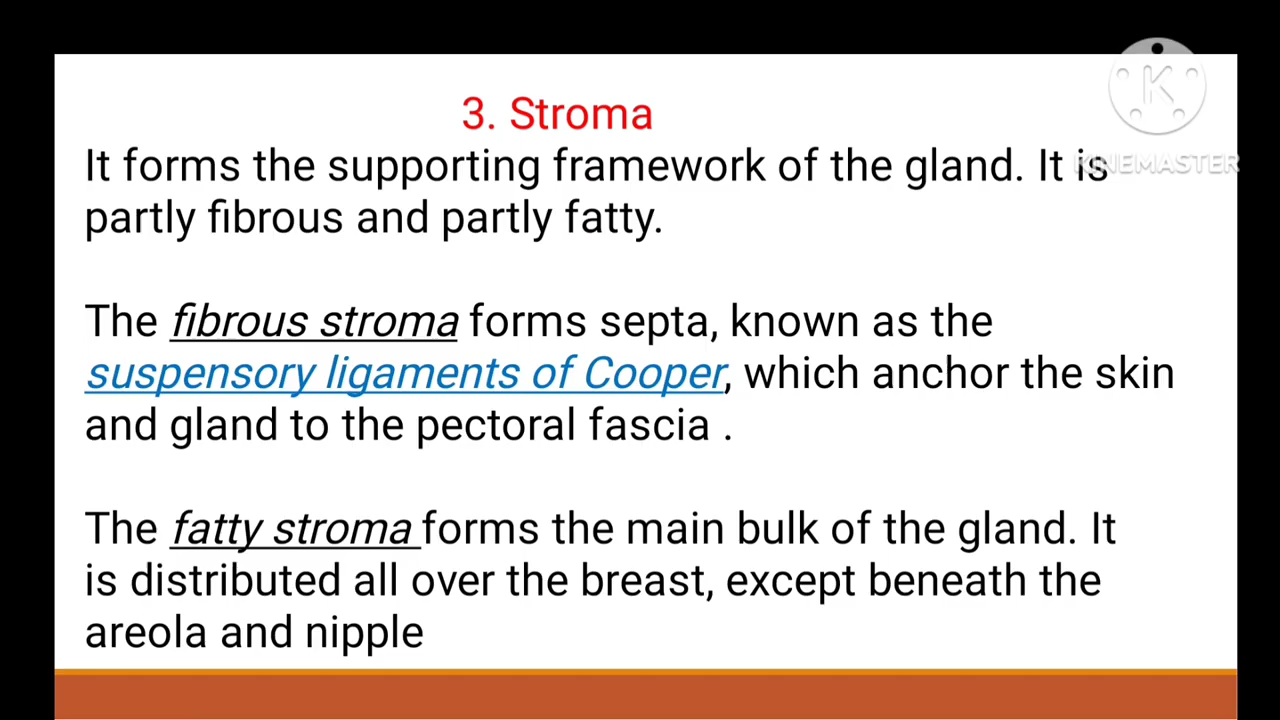 3. Stroma
It forms the supporting framework of the gland. It is
partly fibrous and partly fatty.
The fibrous stroma forms septa, known as the
suspensory ligaments of Cooper, which anchor the skin
and gland to the pectoral fascia .
The fatty stroma forms the main bulk of the gland. It
is distributed all over the breast, except beneath the
areola and nipple
K
KINEMASTER